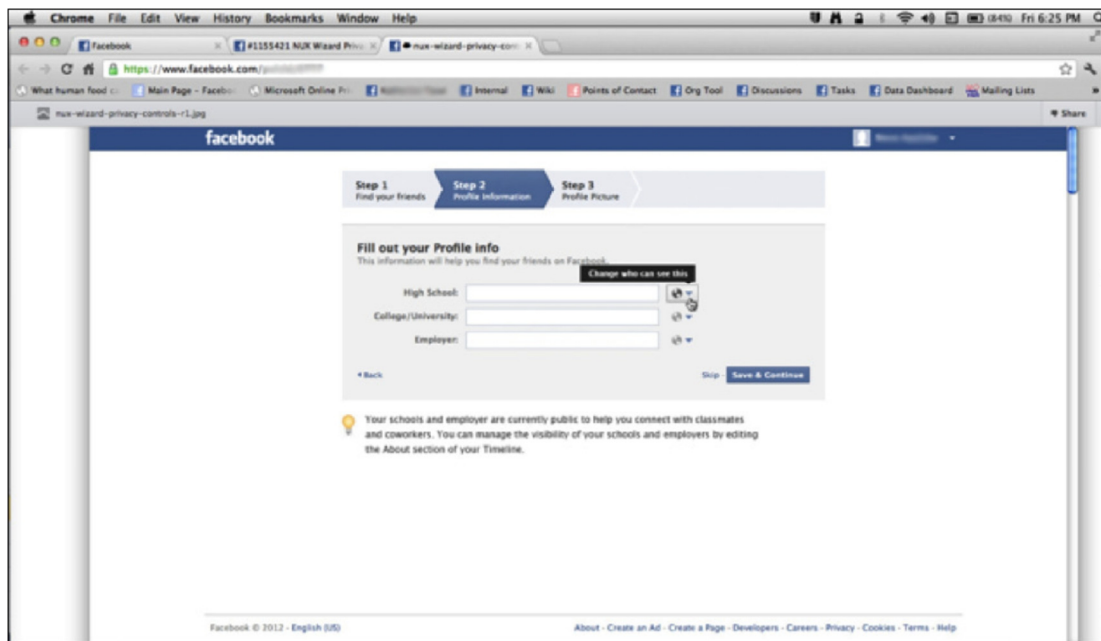 Chrome File Edit View History Bookmarks Window Help
Fri 6:25 PM
Facebook
#1155421 NUX Wizard Priva
nux-wizard-privacy-con
https://www.facebook.com/
What human food
Main Page - Facebo
Microsoft Online
Internal
Wiki
Points of Contact
Org Tool
Discussions
Tasks
Data Dashboard
Mailing Lists
nux-wizard-privacy-controls-r1.jpg
Share
facebook
Step 1
Find your friends
Step 2
Profile Information
Step 3
Profile Picture
Fill out your Profile info
This information will help you find your friends on Facebook.
Change who can see this
High School:
College/University:
Employer:
Back
Skip - Save & Continue
Your schools and employer are currently public to help you connect with classmates
and coworkers. You can manage the visibility of your schools and employers by editing
the About section of your Timeline.
Facebook © 2012 - English (US)
About - Create an Ad - Create a Page - Developers - Careers - Privacy - Cookies - Terms - Help